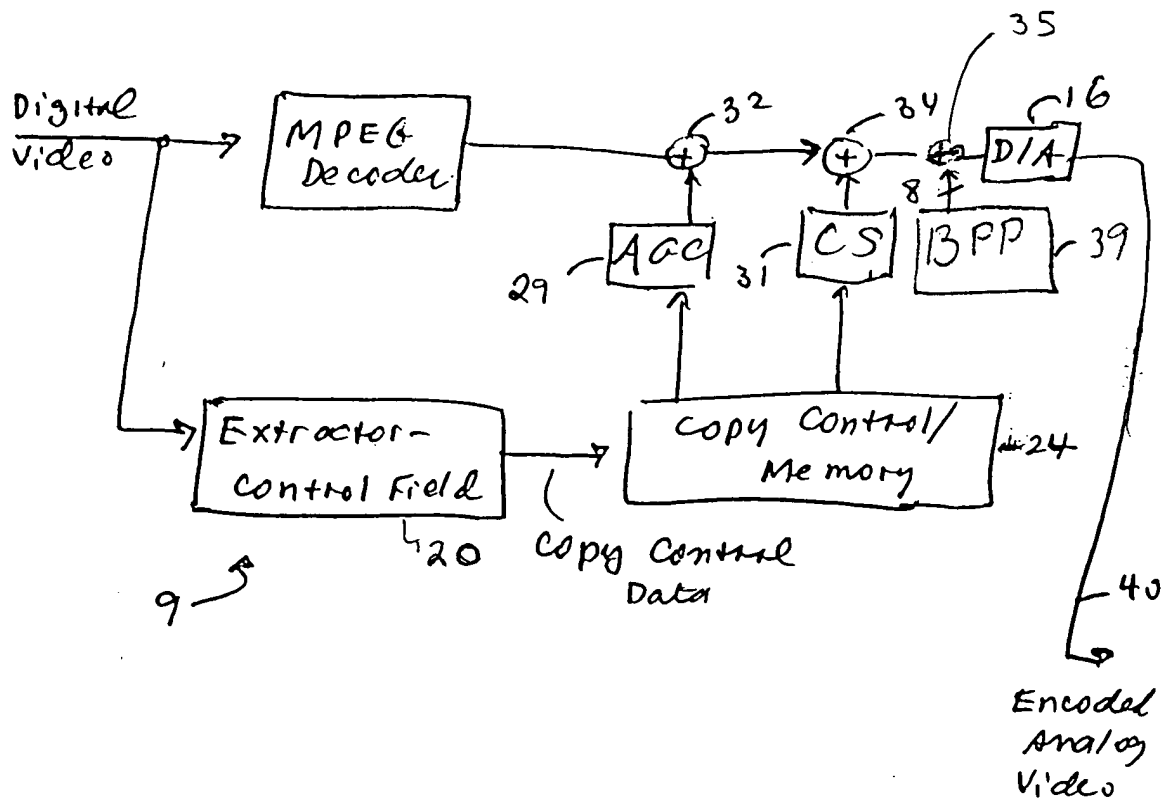 35
Digital
Video
MPEG
Decoder
32
34
16
+
+
+
D/A
8
AGC
29
CS
31
BPP
39
Extractor-
Control Field
20
Copy Control
Data
Copy Control/
Memory
24
9
40
Encoded
Analog
Video